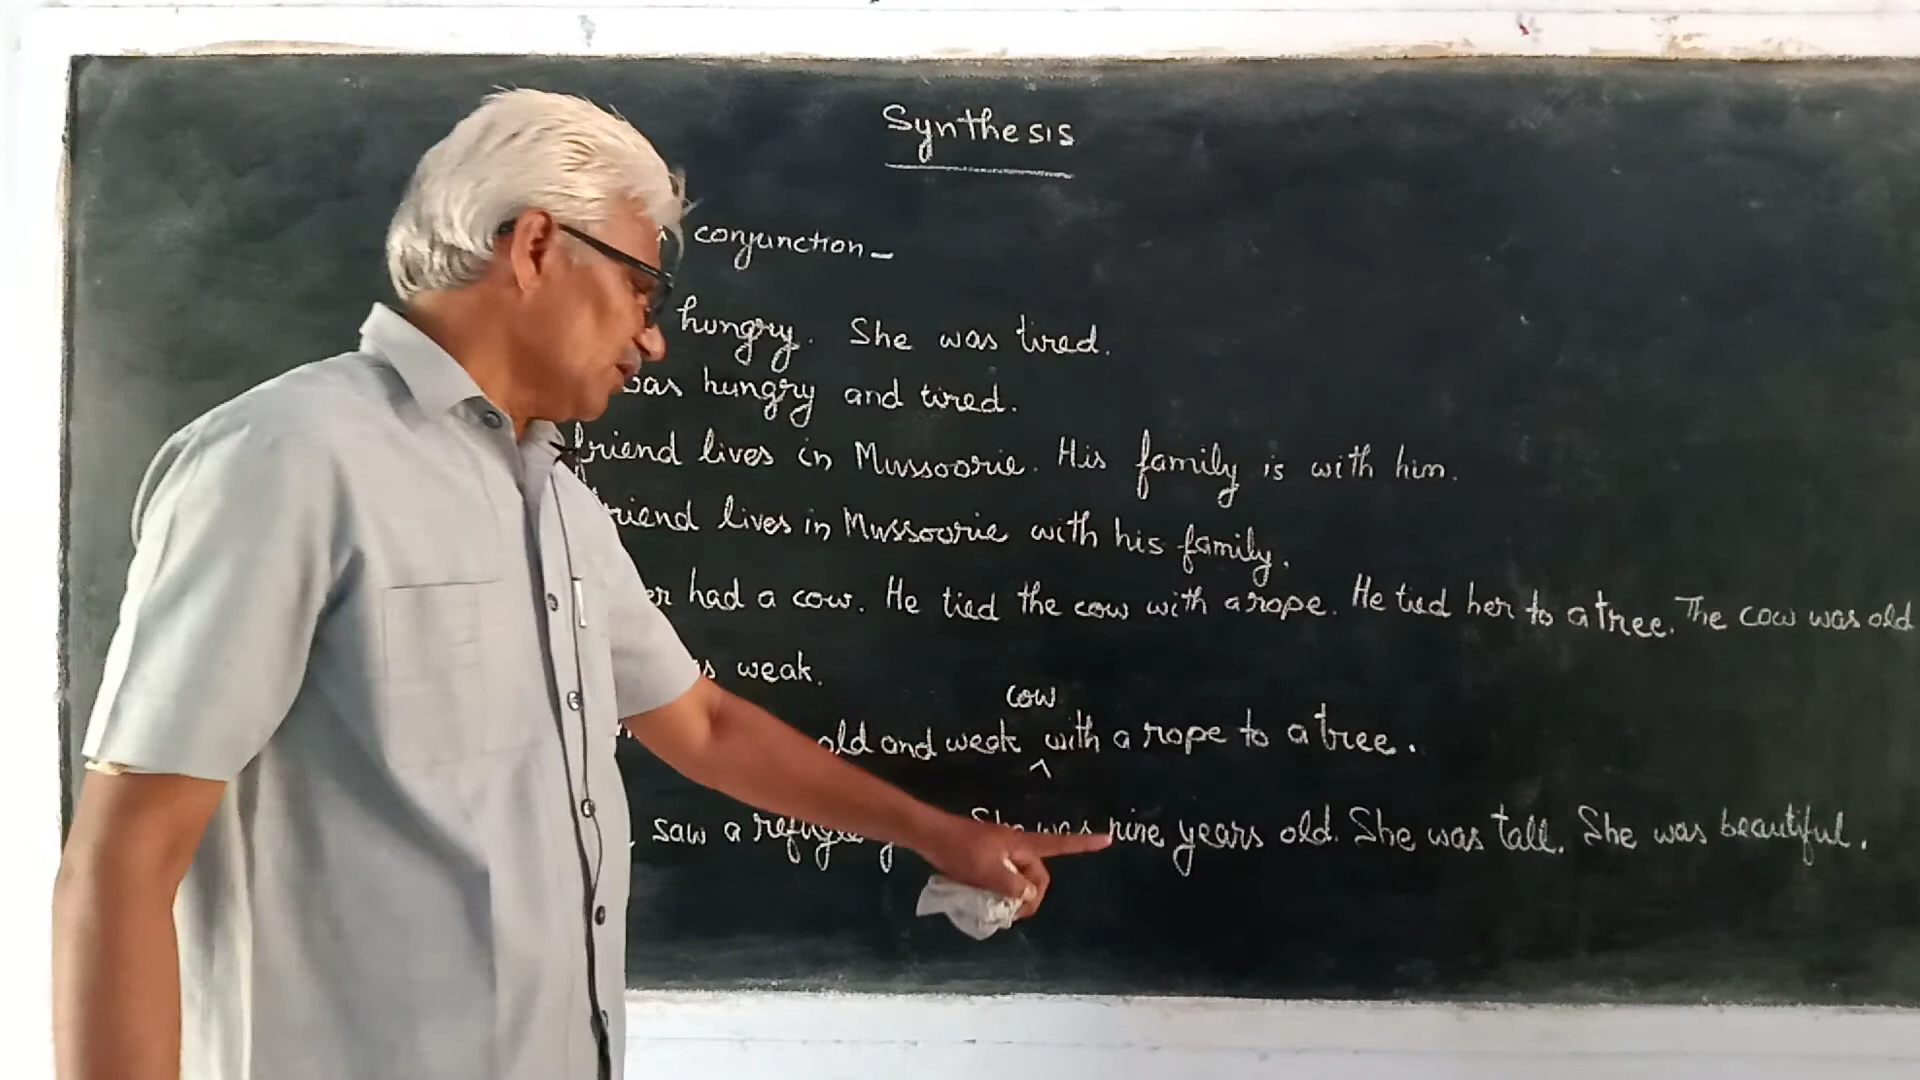 Synthesis
conjunction -
hungry. She was tired.
was hungry and tired.
friend lives in Mussoorie. His family is with him.
friend lives in Mussoorie with his family.
had a cow. He tied the cow with a rope. He tied her to a tree. The cow was old
weak.
cow
old and weak ^ with a rope to a tree.
saw a refugee She was nine years old. She was tall. She was beautiful.